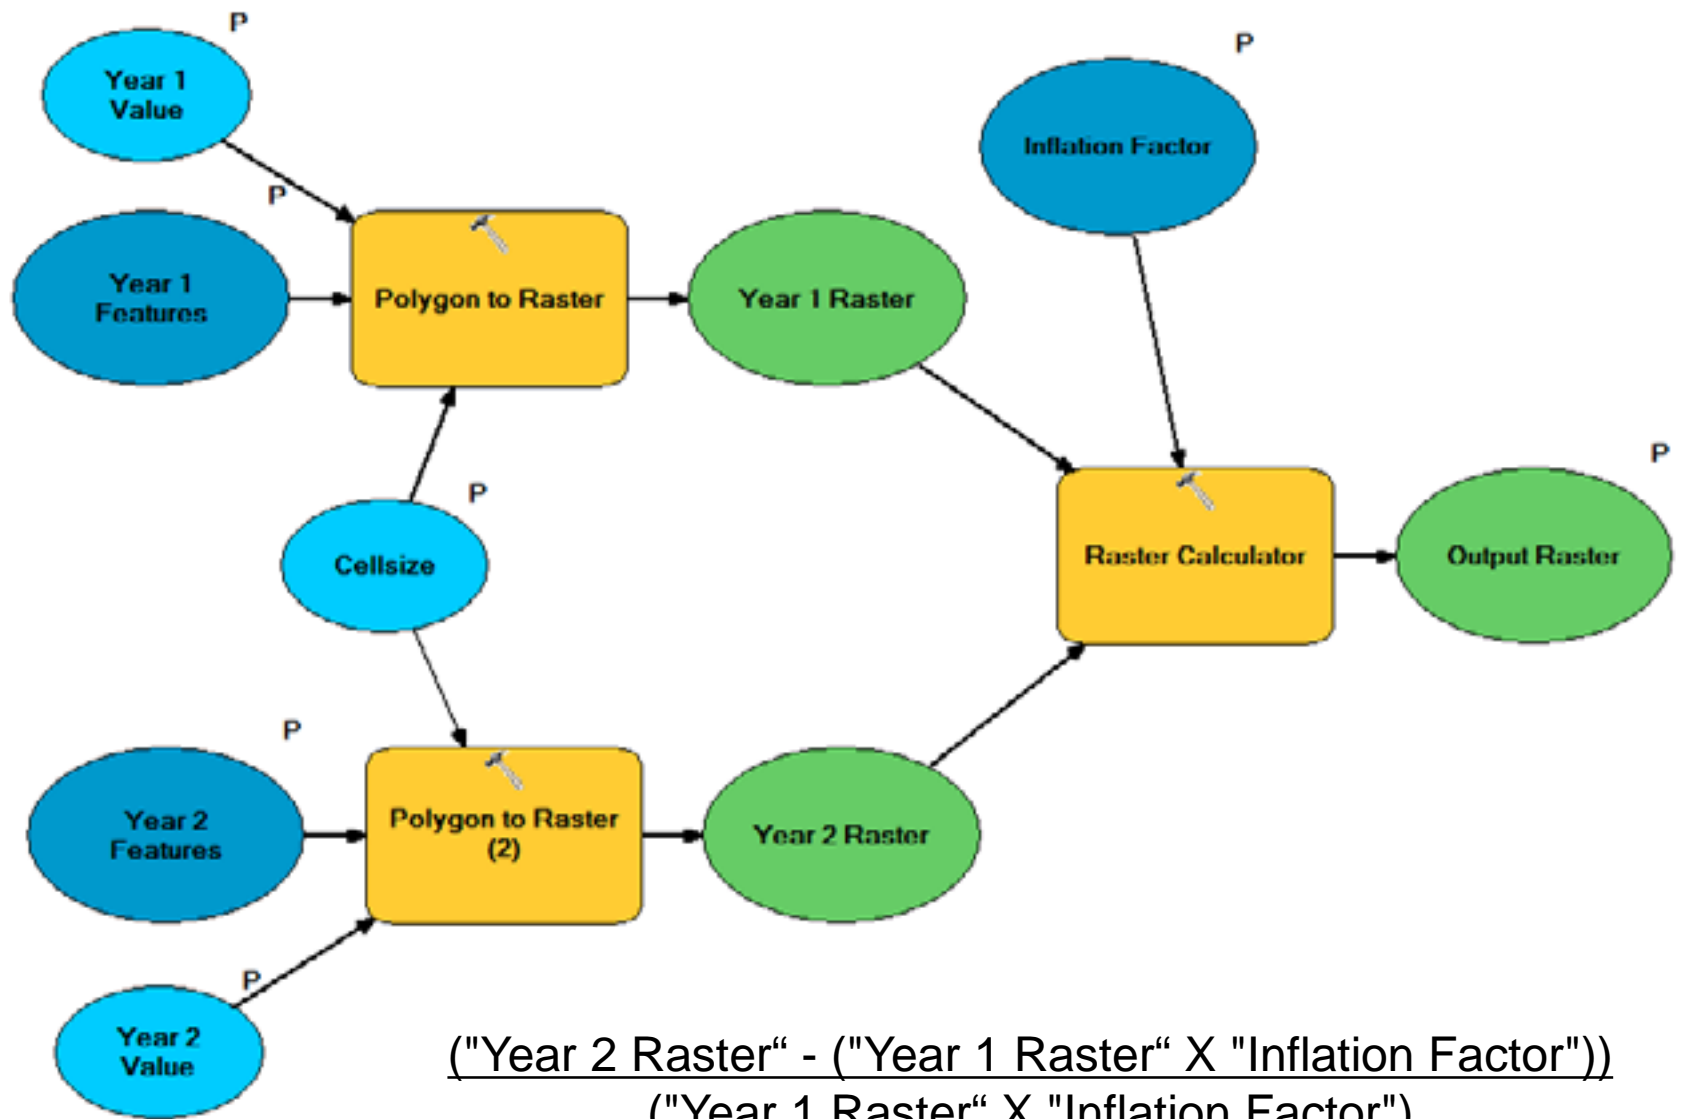 P
Year 1
Value
P
Year 1
Features
Polygon to Raster
Year 1 Raster
P
Inflation Factor
P
Cellsize
Raster Calculator
P
Output Raster
P
Year 2
Features
Polygon to Raster
(2)
Year 2 Raster
P
Year 2
Value
("Year 2 Raster“ - ("Year 1 Raster“ X "Inflation Factor"))
("Year 1 Raster“ X "Inflation Factor")